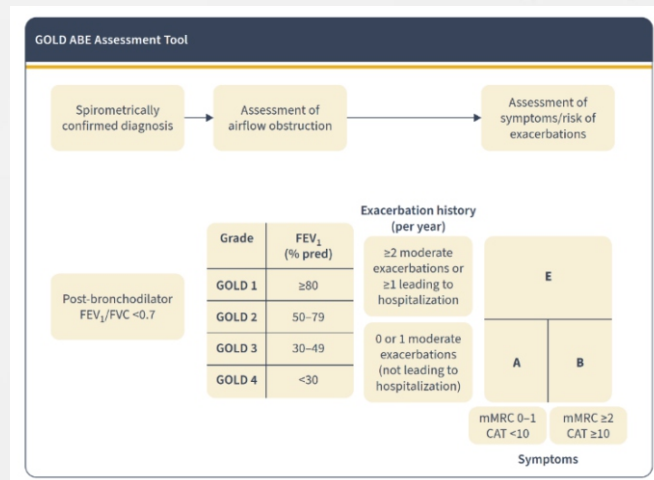 GOLD ABE Assessment Tool
Spirometrically
confirmed diagnosis
Assessment of
airflow obstruction
Assessment of
symptoms/risk of
exacerbations
Post-bronchodilator
FEV₁/FVC <0.7
Grade FEV₁
(% pred)
GOLD 1 ≥80
GOLD 2 50–79
GOLD 3 30–49
GOLD 4 <30
Exacerbation history
(per year)
≥2 moderate
exacerbations or
≥1 leading to
hospitalization
0 or 1 moderate
exacerbations
(not leading to
hospitalization)
E
A B
mMRC 0–1 mMRC ≥2
CAT <10 CAT ≥10
Symptoms